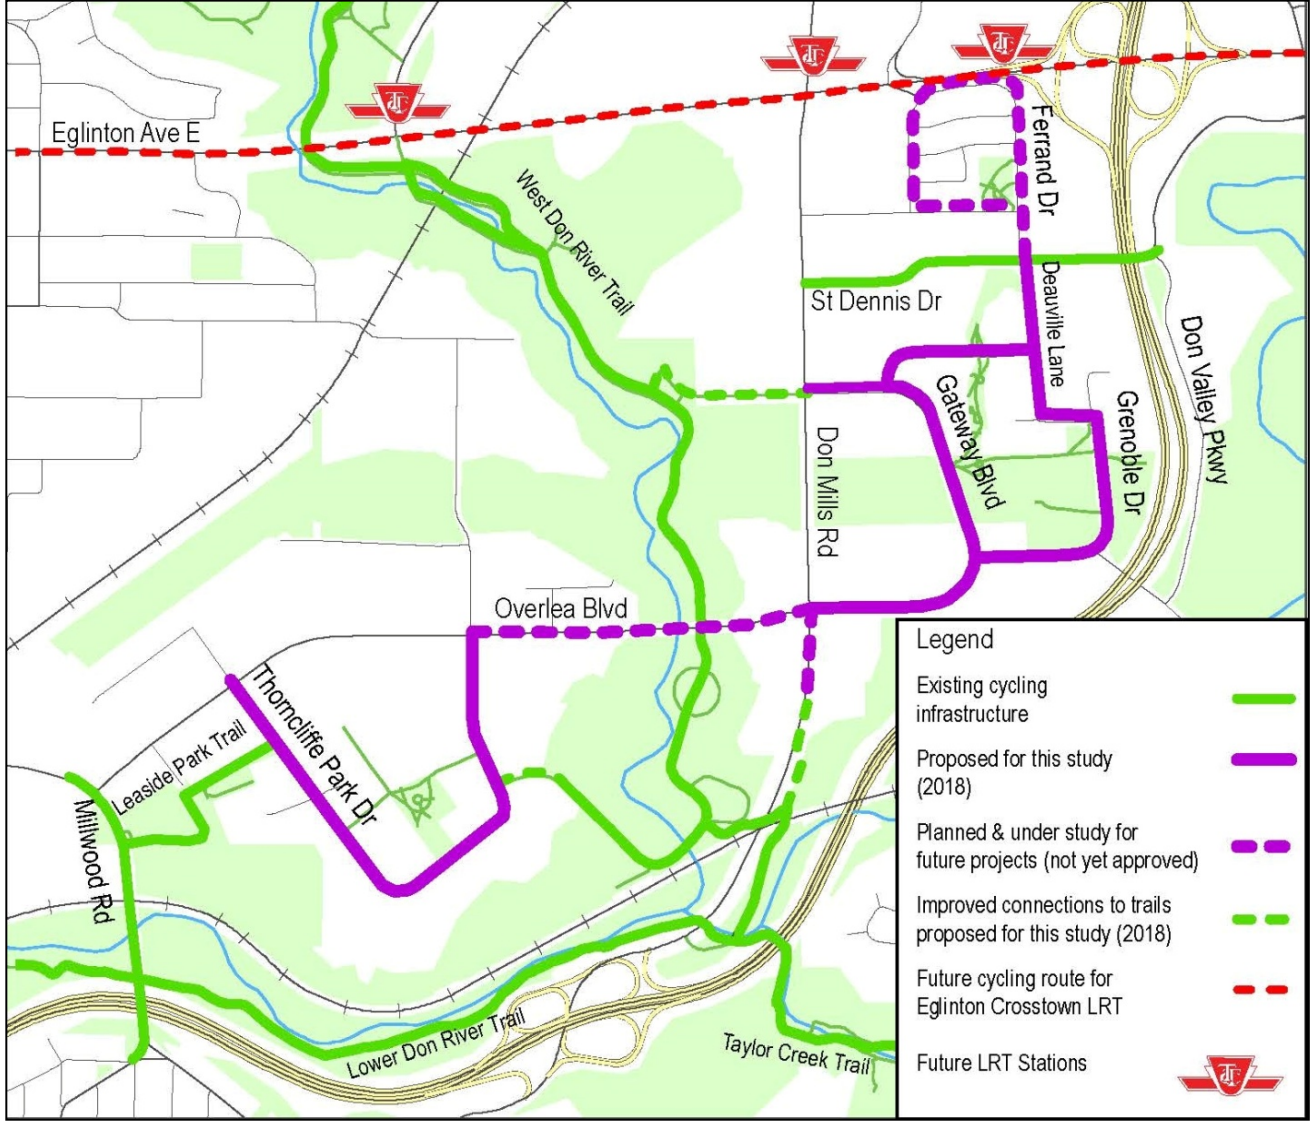 Eglinton Ave E
West Don River Trail
Ferrand Dr
St Dennis Dr
Deauville Lane
Don Valley Pkwy
Gateway Blvd
Grenoble Dr
Don Mills Rd
Overlea Blvd
Thorncliffe Park Dr
Leaside Park Trail
Millwood Rd
Lower Don River Trail
Taylor Creek Trail
Legend
Existing cycling
infrastructure
Proposed for this study
(2018)
Planned & under study for
future projects (not yet approved)
Improved connections to trails
proposed for this study (2018)
Future cycling route for
Eglinton Crosstown LRT
Future LRT Stations